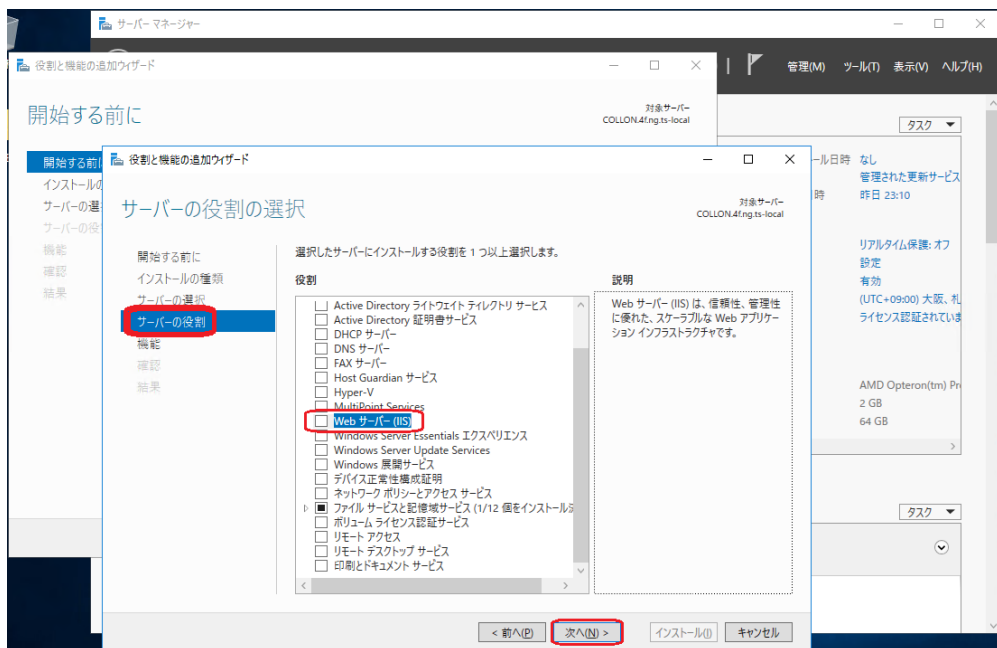 サーバー マネージャー
管理(M) ツール(T) 表示(V) ヘルプ(H)
役割と機能の追加ウィザード
開始する前に
対象サーバー
COLLON.4f.ng.ts-local
開始する前
インストールの
サーバーの選
サーバーの役
機能
確認
結果
タスク
ール日時 なし
管理された更新サービス
時 昨日 23:10
リアルタイム保護: オフ
設定
有効
(UTC+09:00) 大阪、札
ライセンス認証されていま
AMD Opteron(tm) Pr
2 GB
64 GB
タスク
役割と機能の追加ウィザード
サーバーの役割の選択
対象サーバー
COLLON.4f.ng.ts-local
開始する前に
インストールの種類
サーバーの選択
サーバーの役割
機能
確認
結果
選択したサーバーにインストールする役割を 1 つ以上選択します。
役割
Active Directory ライトウェイト ディレクトリ サービス
Active Directory 証明書サービス
DHCP サーバー
DNS サーバー
FAX サーバー
Host Guardian サービス
Hyper-V
MultiPoint Services
Web サーバー (IIS)
Windows Server Essentials エクスペリエンス
Windows Server Update Services
Windows 展開サービス
デバイス正常性構成証明
ネットワーク ポリシーとアクセス サービス
ファイル サービスと記憶域サービス (1/12 個をインストール
ボリューム ライセンス認証サービス
リモート アクセス
リモート デスクトップ サービス
印刷とドキュメント サービス
説明
Web サーバー (IIS) は、信頼性、管理性
に優れた、スケーラブルな Web アプリケー
ション インフラストラクチャです。
< 前へ(P) 次へ(N) > インストール(I) キャンセル